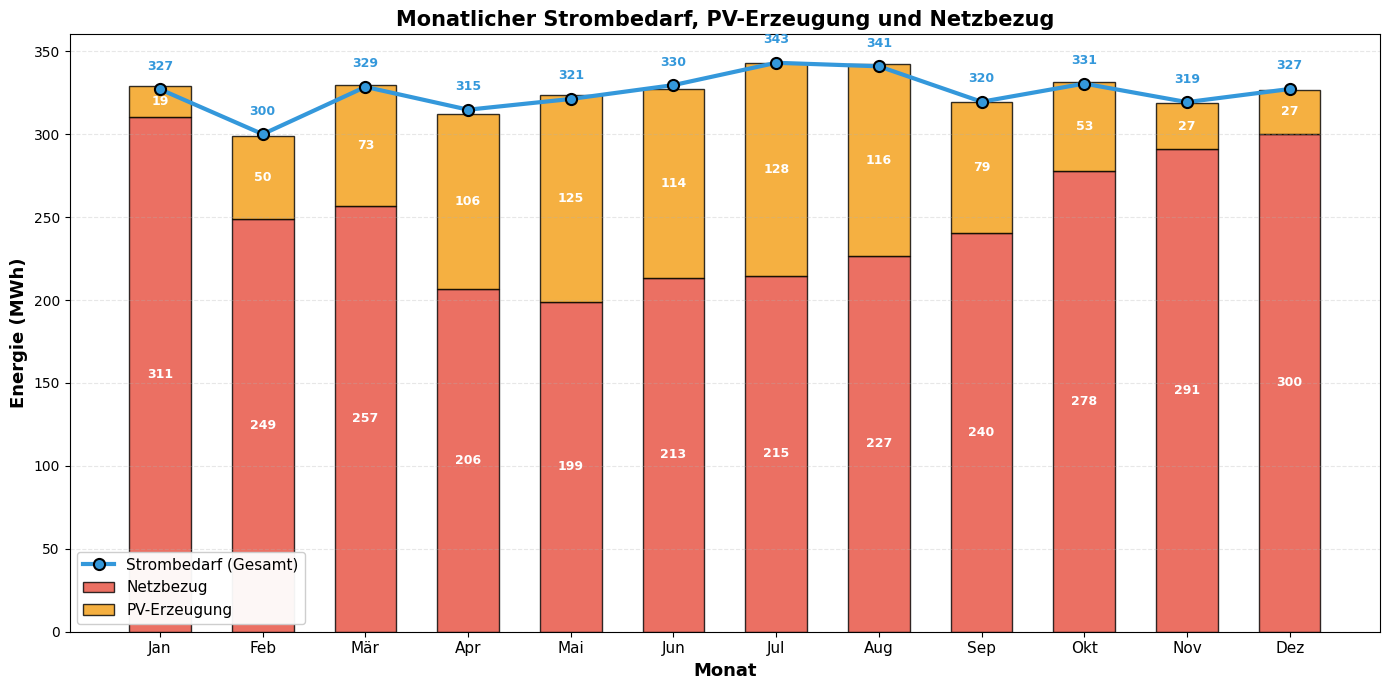 Monatlicher Strombedarf, PV-Erzeugung und Netzbezug
Energie (MWh)
350
300
250
200
150
100
50
0
327 300 329 315 321 330 343 341 320 331 319 327
19 50 73 106 125 114 128 116 79 53 27 27
311 249 257 206 199 213 215 227 240 278 291 300
Strombedarf (Gesamt)
Netzbezug
PV-Erzeugung
Jan Feb Mär Apr Mai Jun Jul Aug Sep Okt Nov Dez
Monat